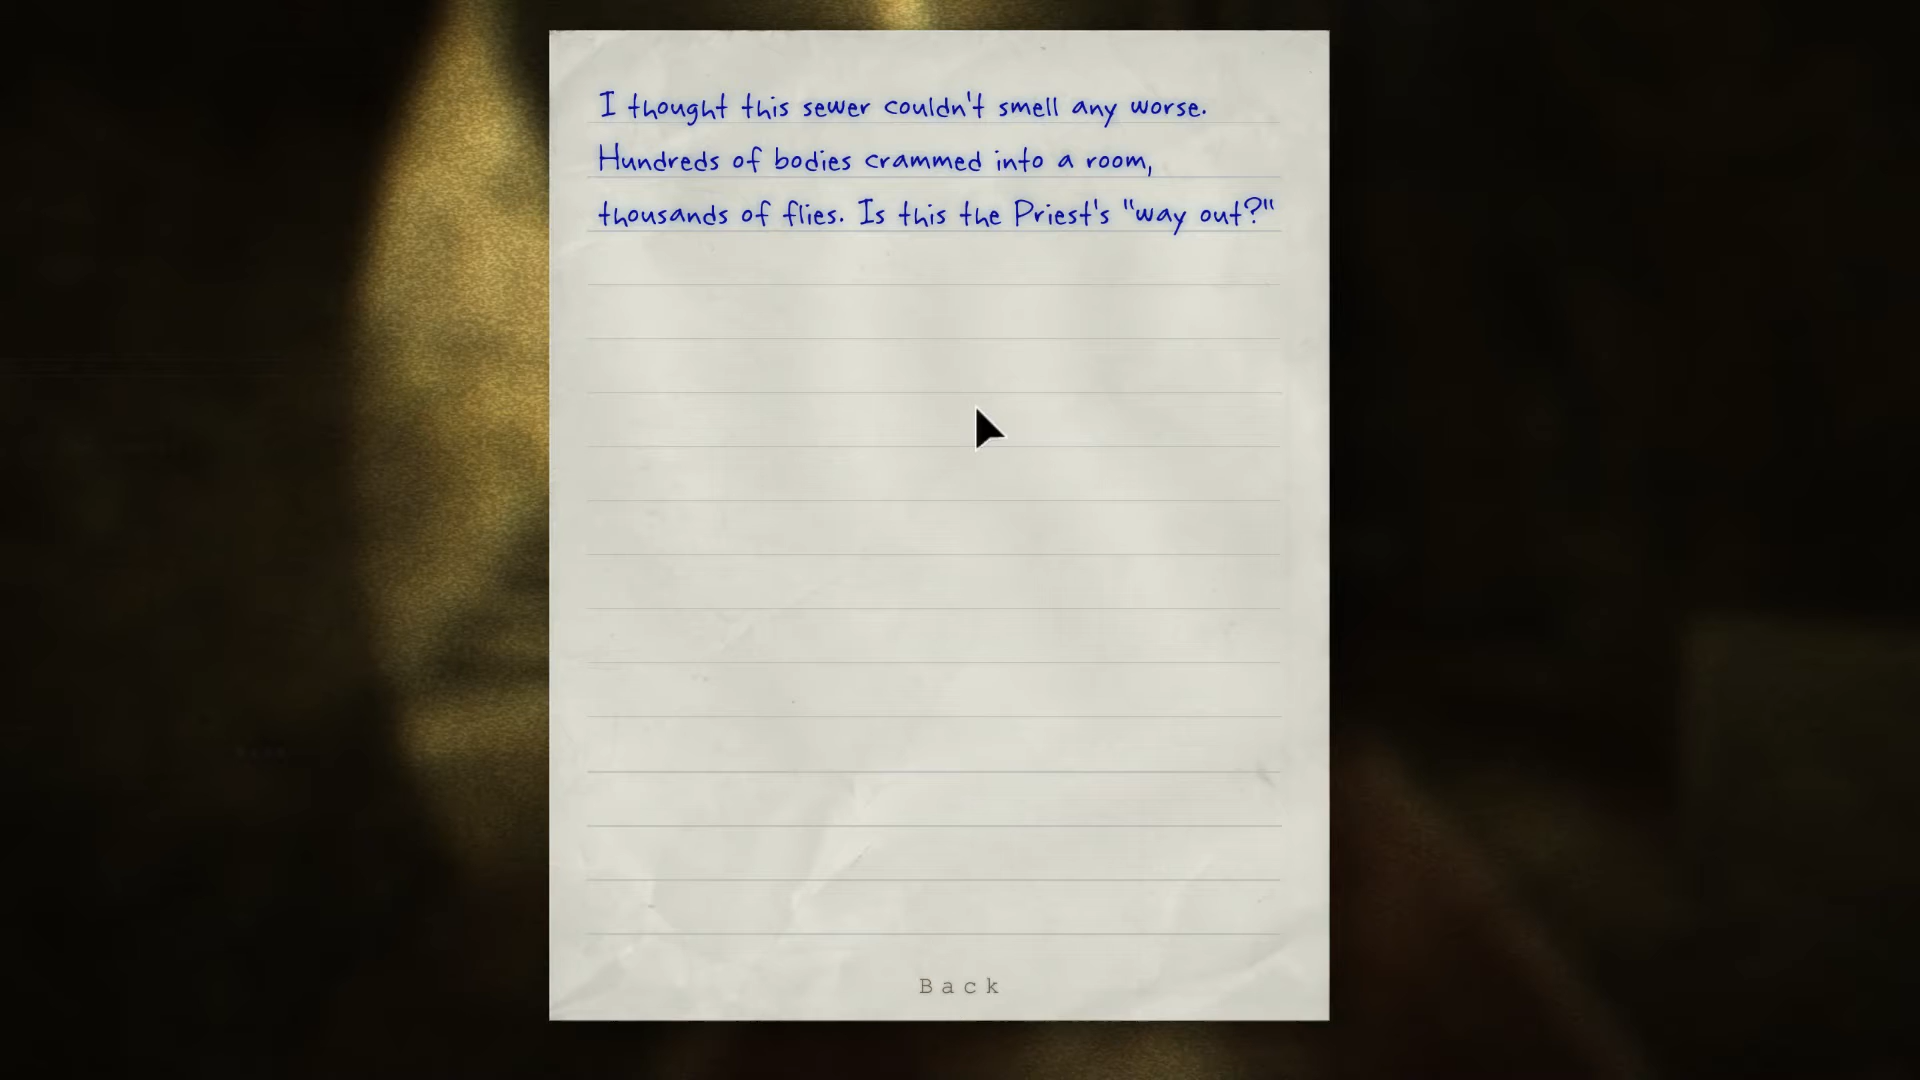 I thought this sewer couldn't smell any worse.
Hundreds of bodies crammed into a room,
thousands of flies. Is this the Priest's "way out?"
Back